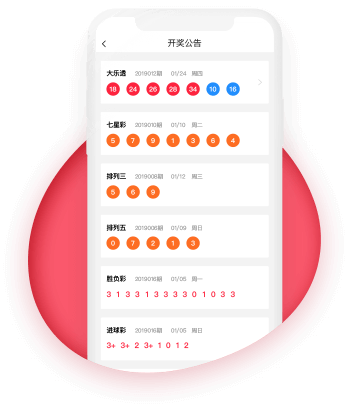 开奖公告
大乐透 2019010期 01/24 周四
18 24 26 28 34 10 16
七星彩 2019010期 01/10 周二
5 7 9 1 3 6 4
排列三 2019008期 01/12 周三
5 6 9
排列五 2019008期 01/09 周日
0 7 2 1 3
胜负彩 2019016期 01/05 周一
3 1 3 3 1 3 3 3 3 0 1 0 3 3
进球彩 2019016期 01/05 周日
3+ 3+ 2 3+ 1 0 1 2